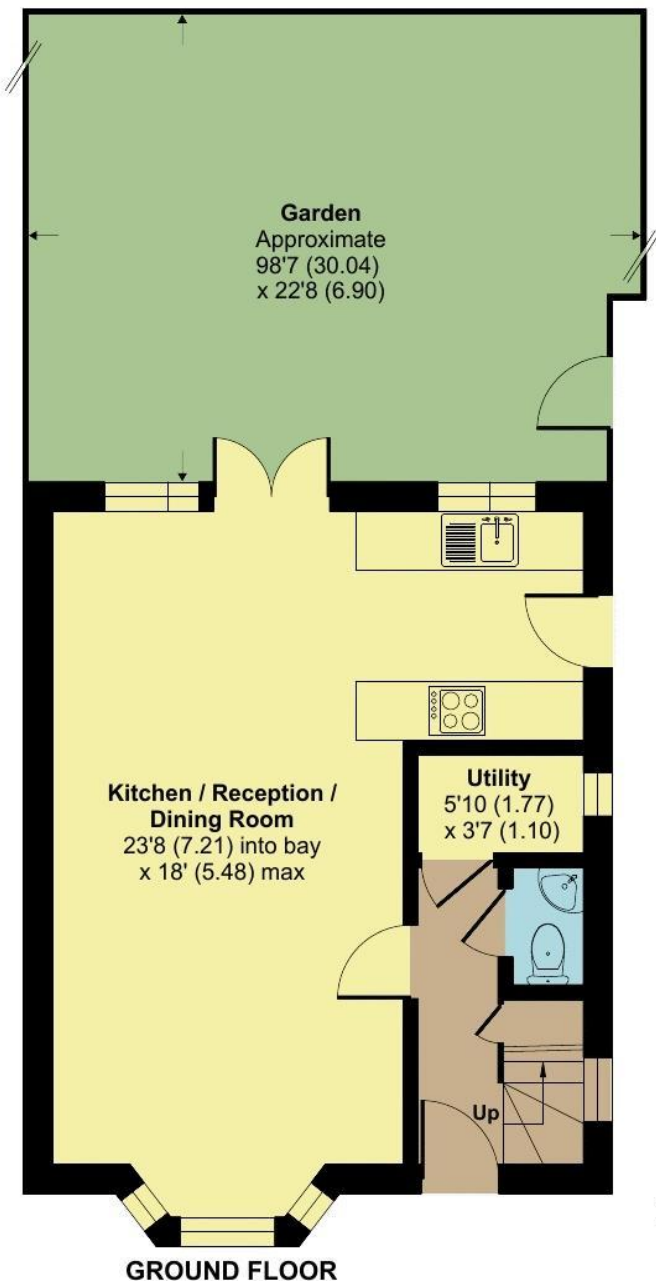 Garden
Approximate
98'7 (30.04)
x 22'8 (6.90)
Kitchen / Reception /
Dining Room
23'8 (7.21) into bay
x 18' (5.48) max
Utility
5'10 (1.77)
x 3'7 (1.10)
Up
GROUND FLOOR